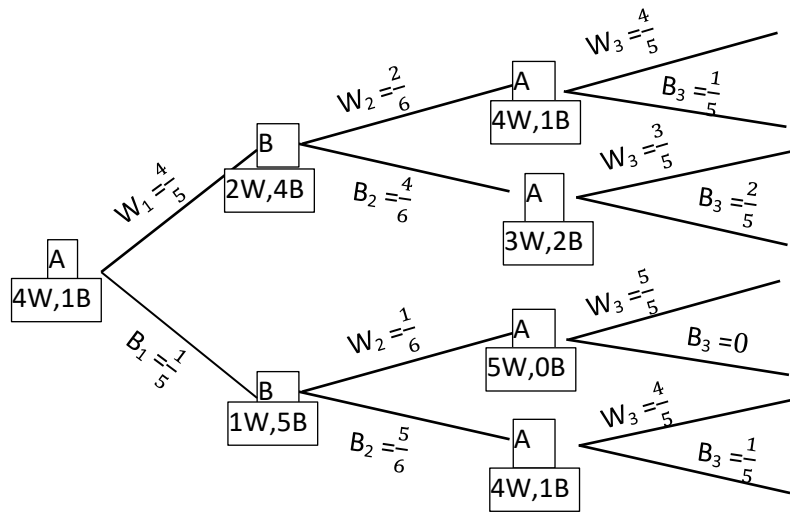 W₃ = 4/5
A
4W,1B
B₃ = 1/5
W₂ = 2/6
B
2W,4B
B₂ = 4/6
W₃ = 3/5
A
3W,2B
B₃ = 2/5
W₁ = 4/5
A
4W,1B
B₁ = 1/5
W₂ = 1/6
B
1W,5B
B₂ = 5/6
W₃ = 5/5
A
5W,0B
B₃ = 0
W₃ = 4/5
A
4W,1B
B₃ = 1/5